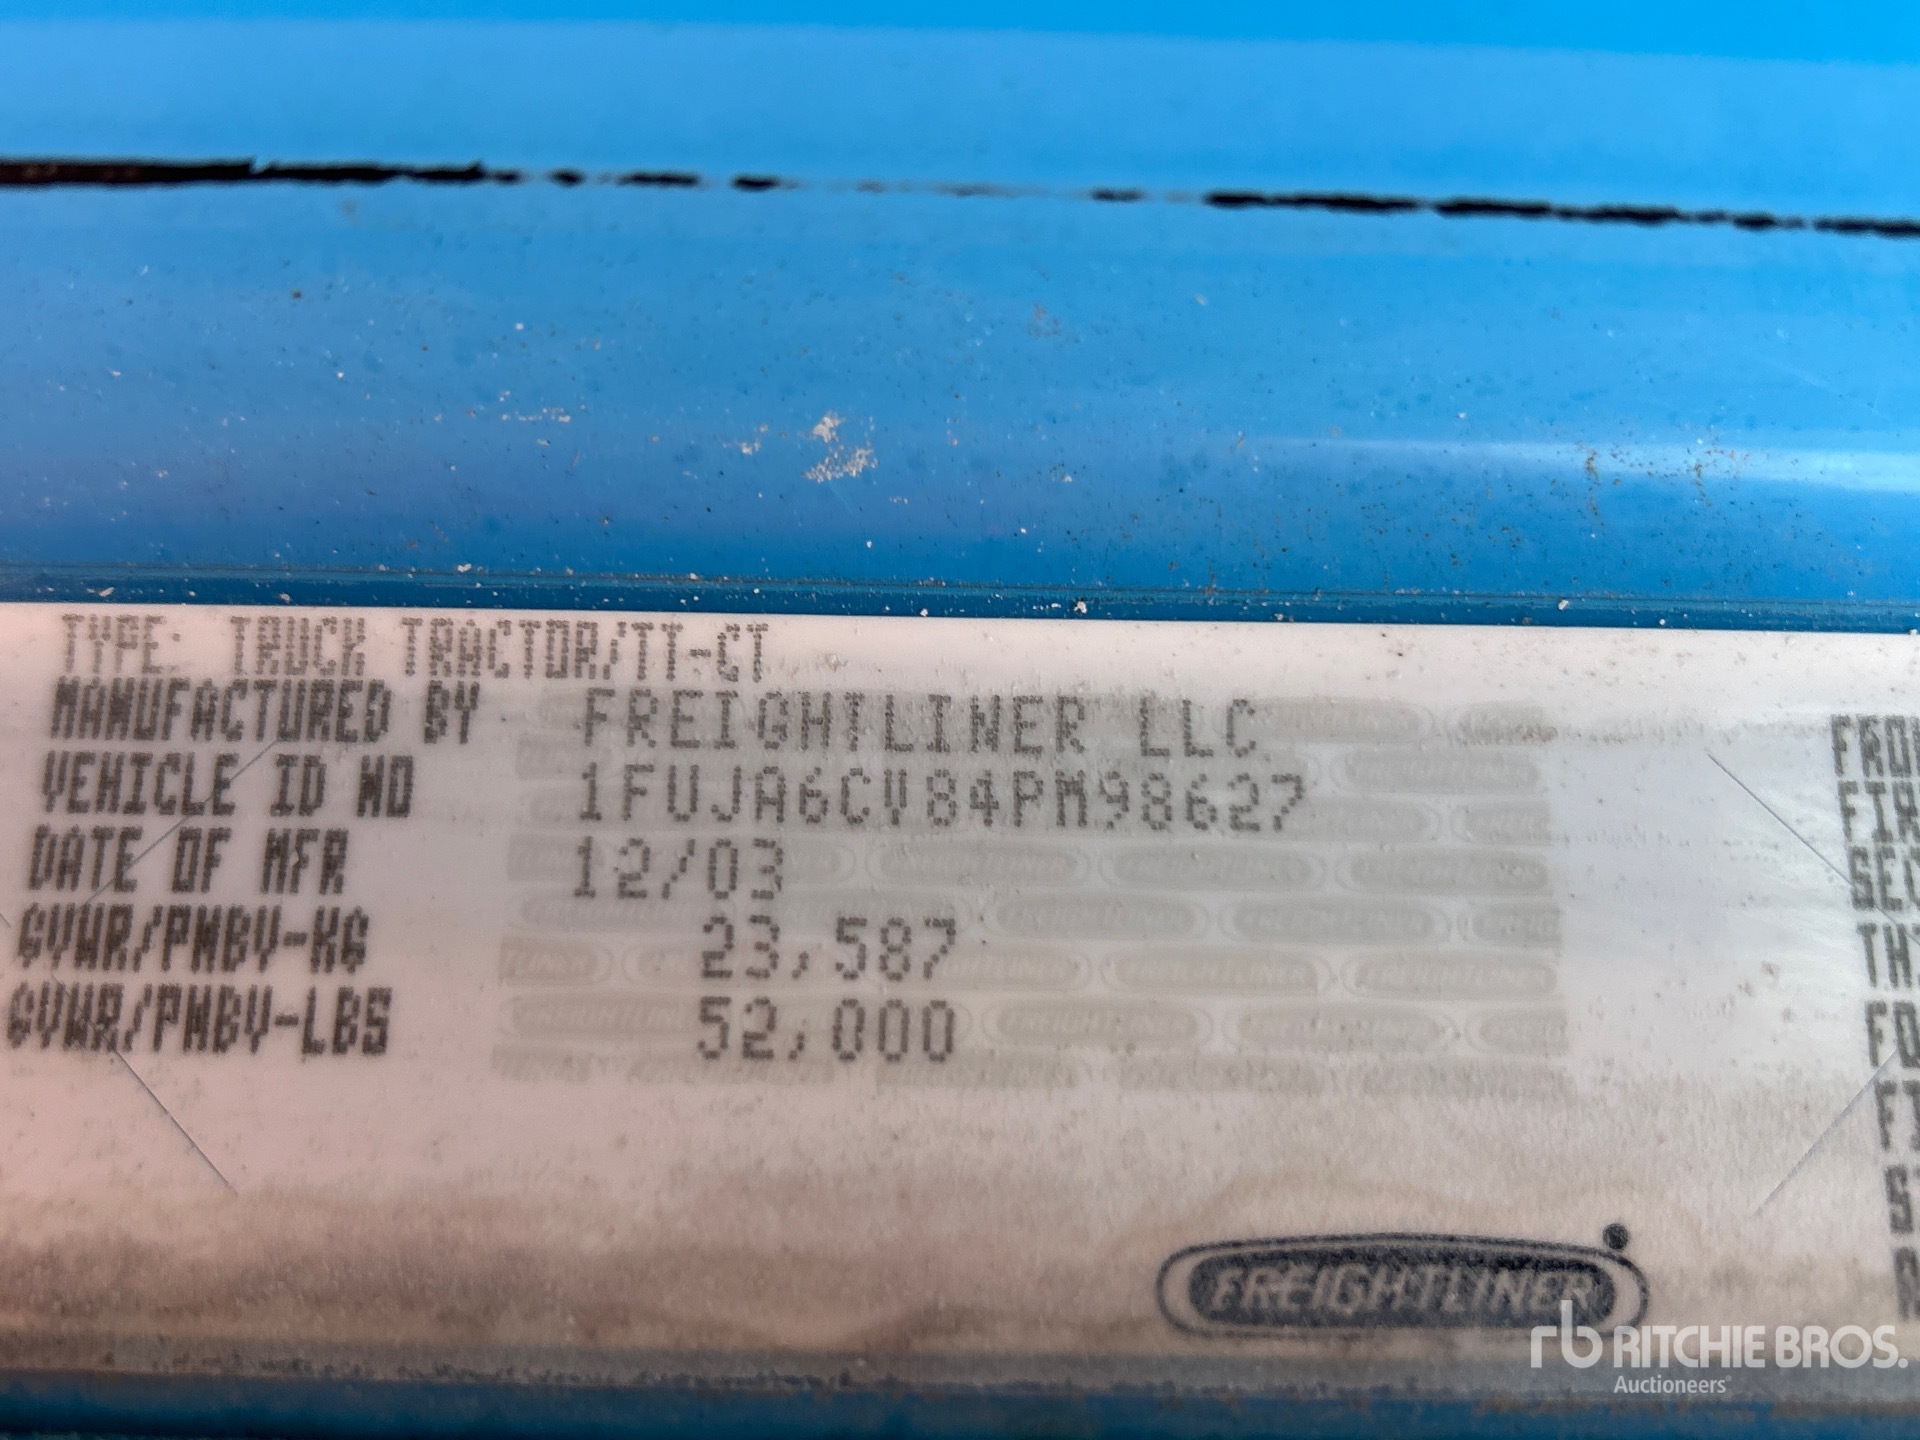 TYPE: TRUCK TRACTOR/TT-CT
MANUFACTURED BY FREIGHTLINER LLC
VEHICLE ID NO 1FUJA6CV84PM98627
DATE OF MFR 12/03
GVWR/PNBV-KG 23,587
GVWR/PNBV-LBS 52,000
FREIGHTLINER
rb RITCHIE BROS.
Auctioneers